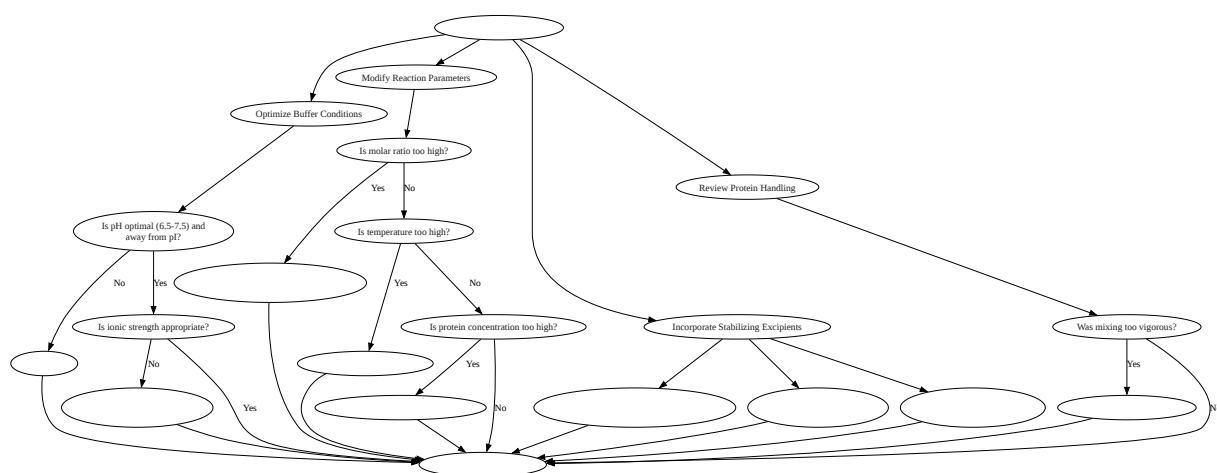 Modify Reaction Parameters
Optimize Buffer Conditions
Is molar ratio too high?
Yes
No
Review Protein Handling
Is pH optimal (6.5-7.5) and
away from pI?
Is temperature too high?
No
Yes
Yes
No
Is ionic strength appropriate?
Is protein concentration too high?
Incorporate Stabilizing Excipients
Was mixing too vigorous?
No
Yes
Yes
Yes
No
N